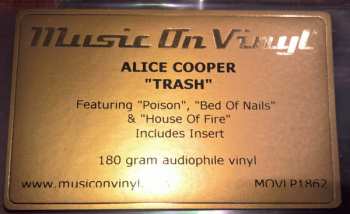 Music On Vinyl
ALICE COOPER
"TRASH"
Featuring "Poison", "Bed Of Nails"
& "House Of Fire"
Includes Insert
180 gram audiophile vinyl
www.musiconvinyl.
MOVLP1862